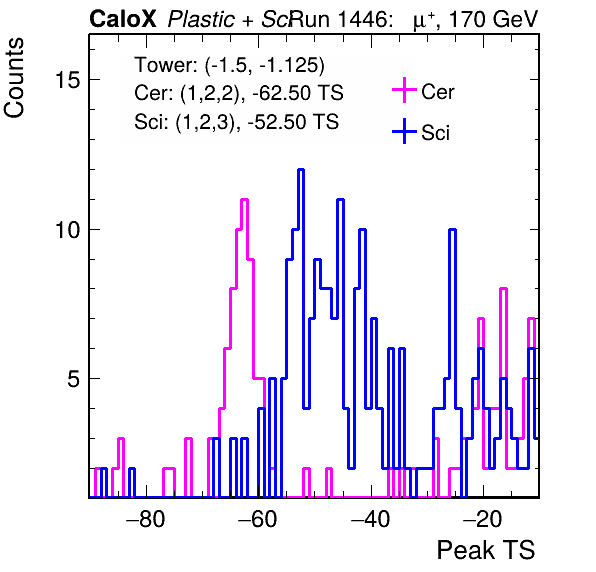 CaloX Plastic + Sci Run 1446: μ⁺, 170 GeV
Tower: (-1.5, -1.125)
Cer: (1,2,2), -62.50 TS
Sci: (1,2,3), -52.50 TS
Cer
Sci
Counts
15
10
5
−80 −60 −40 −20
Peak TS